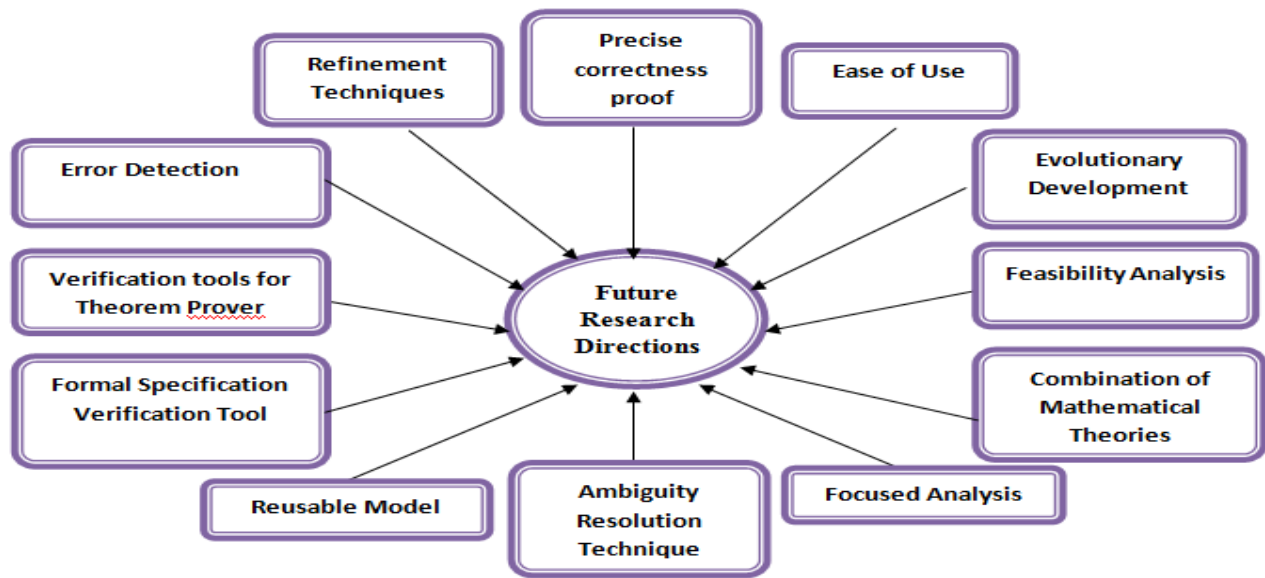 Refinement
Techniques
Precise
correctness
proof
Ease of Use
Error Detection
Evolutionary
Development
Verification tools for
Theorem Prover
Future
Research
Directions
Feasibility Analysis
Formal Specification
Verification Tool
Combination of
Mathematical
Theories
Reusable Model
Ambiguity
Resolution
Technique
Focused Analysis